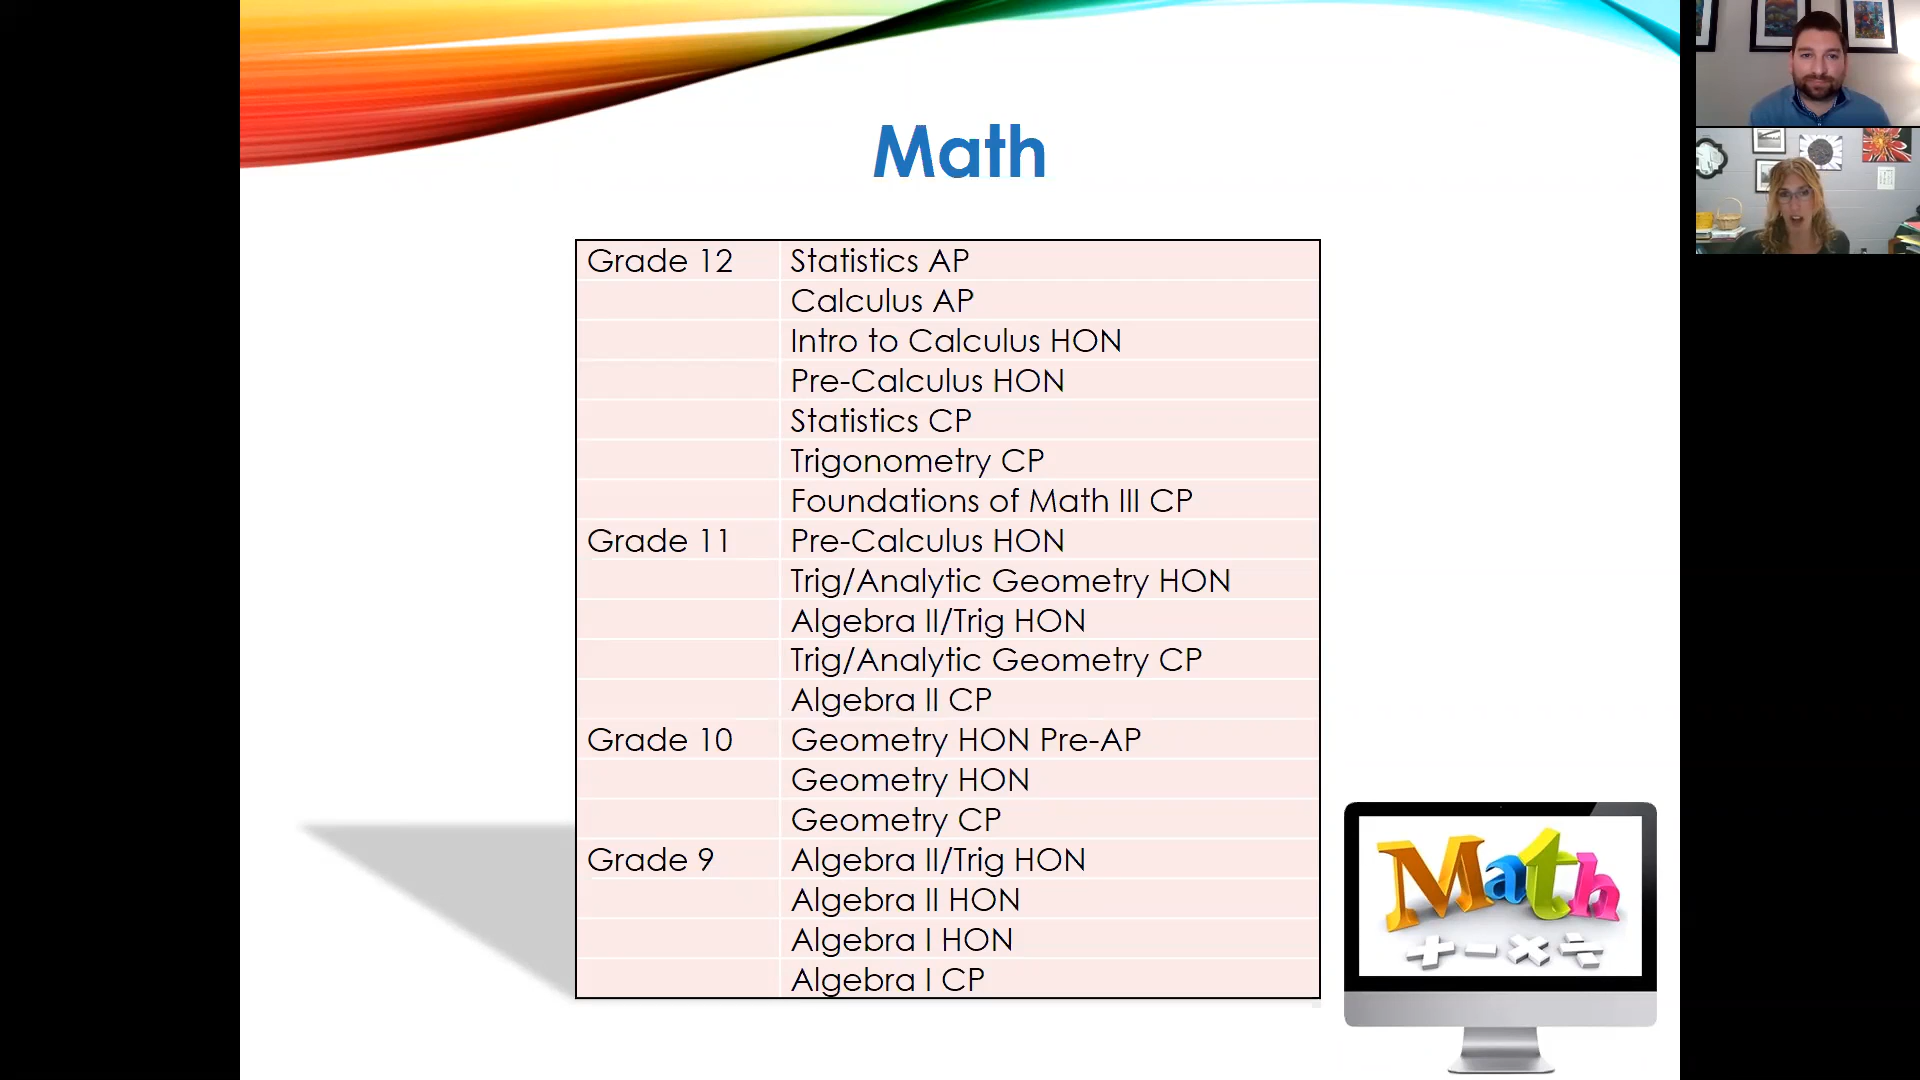 Math
Grade 12 Statistics AP
Calculus AP
Intro to Calculus HON
Pre-Calculus HON
Statistics CP
Trigonometry CP
Foundations of Math III CP
Grade 11 Pre-Calculus HON
Trig/Analytic Geometry HON
Algebra II/Trig HON
Trig/Analytic Geometry CP
Algebra II CP
Grade 10 Geometry HON Pre-AP
Geometry HON
Geometry CP
Grade 9 Algebra II/Trig HON
Algebra II HON
Algebra I HON
Algebra I CP
Math
+ - × ÷